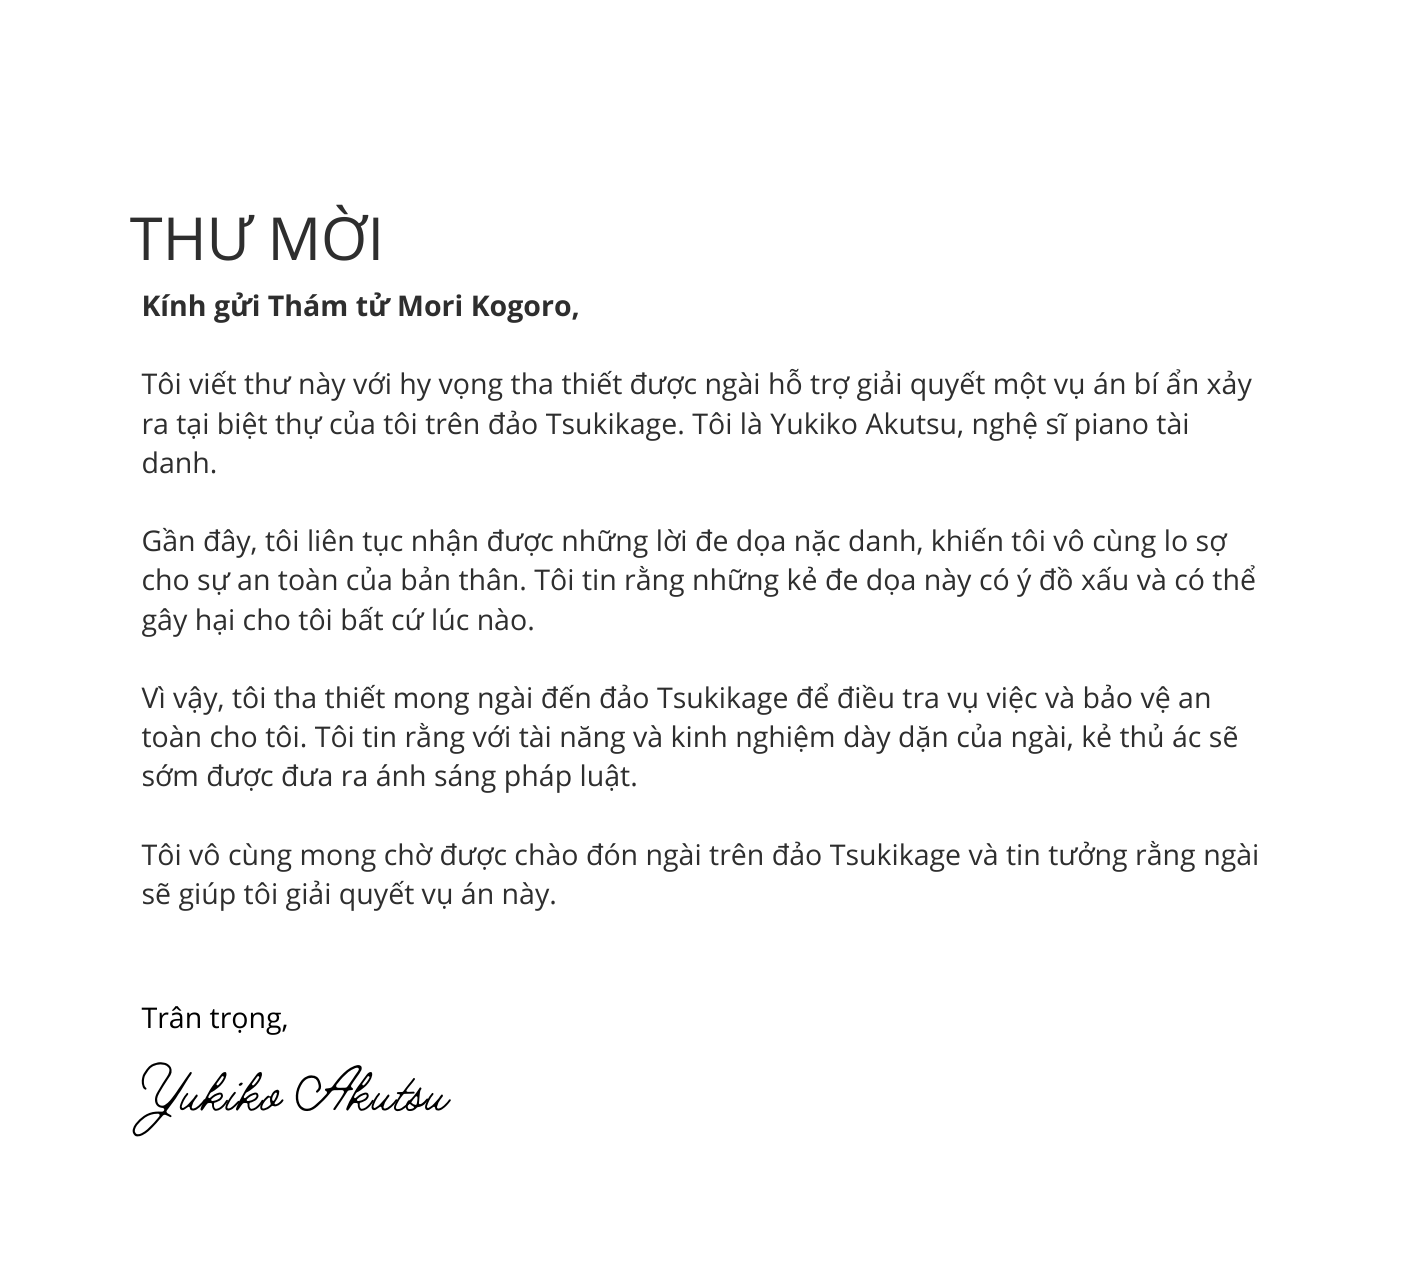 THƯ MỜI
Kính gửi Thám tử Mori Kogoro,
Tôi viết thư này với hy vọng tha thiết được ngài hỗ trợ giải quyết một vụ án bí ẩn xảy
ra tại biệt thự của tôi trên đảo Tsukikage. Tôi là Yukiko Akutsu, nghệ sĩ piano tài
danh.
Gần đây, tôi liên tục nhận được những lời đe dọa nặc danh, khiến tôi vô cùng lo sợ
cho sự an toàn của bản thân. Tôi tin rằng những kẻ đe dọa này có ý đồ xấu và có thể
gây hại cho tôi bất cứ lúc nào.
Vì vậy, tôi tha thiết mong ngài đến đảo Tsukikage để điều tra vụ việc và bảo vệ an
toàn cho tôi. Tôi tin rằng với tài năng và kinh nghiệm dày dặn của ngài, kẻ thủ ác sẽ
sớm được đưa ra ánh sáng pháp luật.
Tôi vô cùng mong chờ được chào đón ngài trên đảo Tsukikage và tin tưởng rằng ngài
sẽ giúp tôi giải quyết vụ án này.
Trân trọng,
Yukiko Akutsu